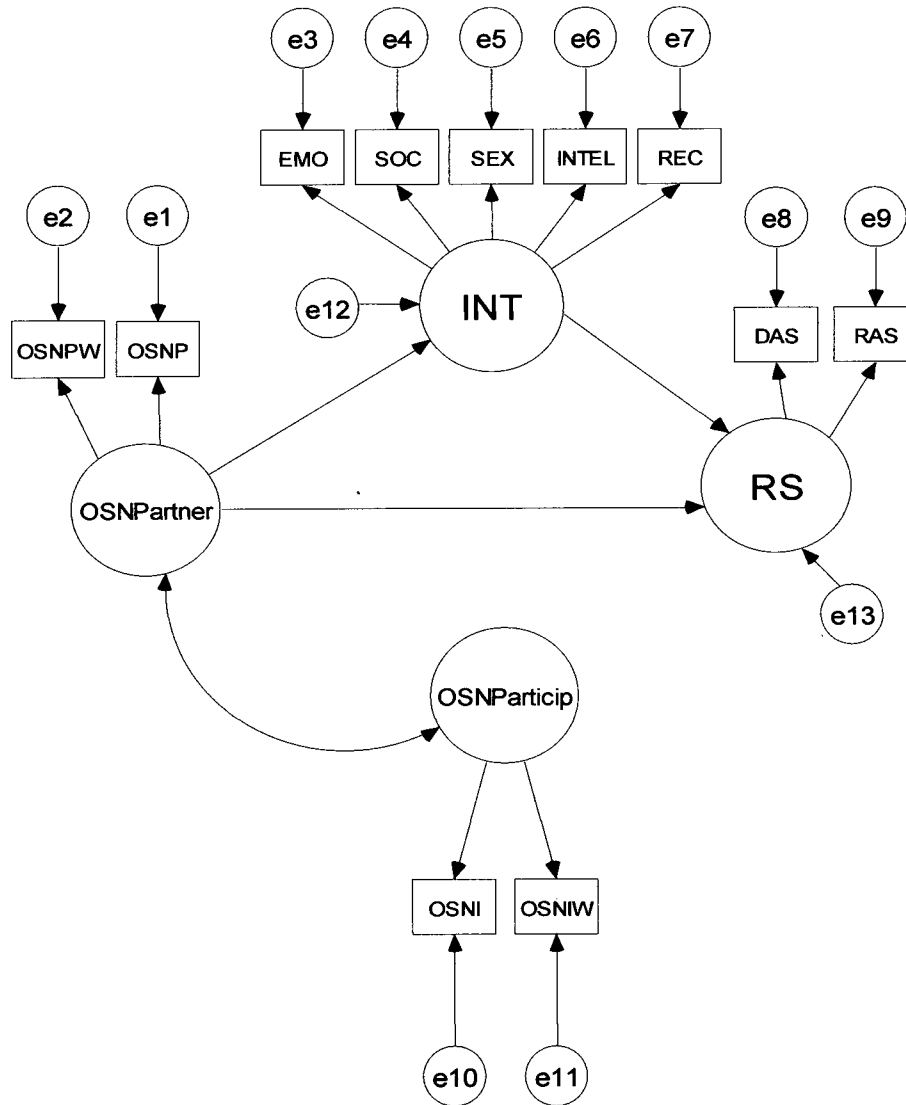 e3 e4 e5 e6 e7
EMO SOC SEX INTEL REC
e2 e1 e8 e9
e12 INT
OSNPW OSNP DAS RAS
OSNPartner RS
e13
OSNParticip
OSNI OSNIW
e10 e11